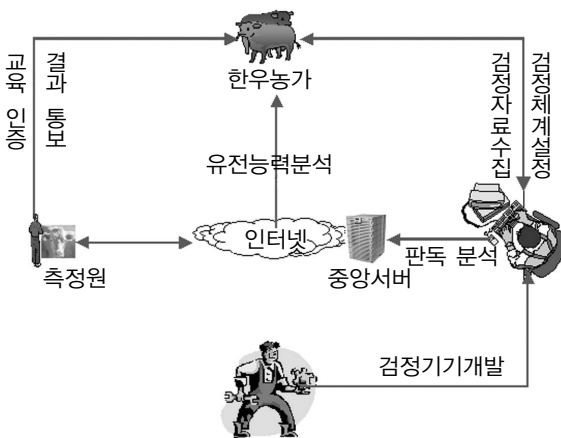 한우농가
교육 인증
결과 통보
검정자료수집
검정체계설정
유전능력분석
인터넷
측정원
중앙서버
판독 분석
검정기기개발